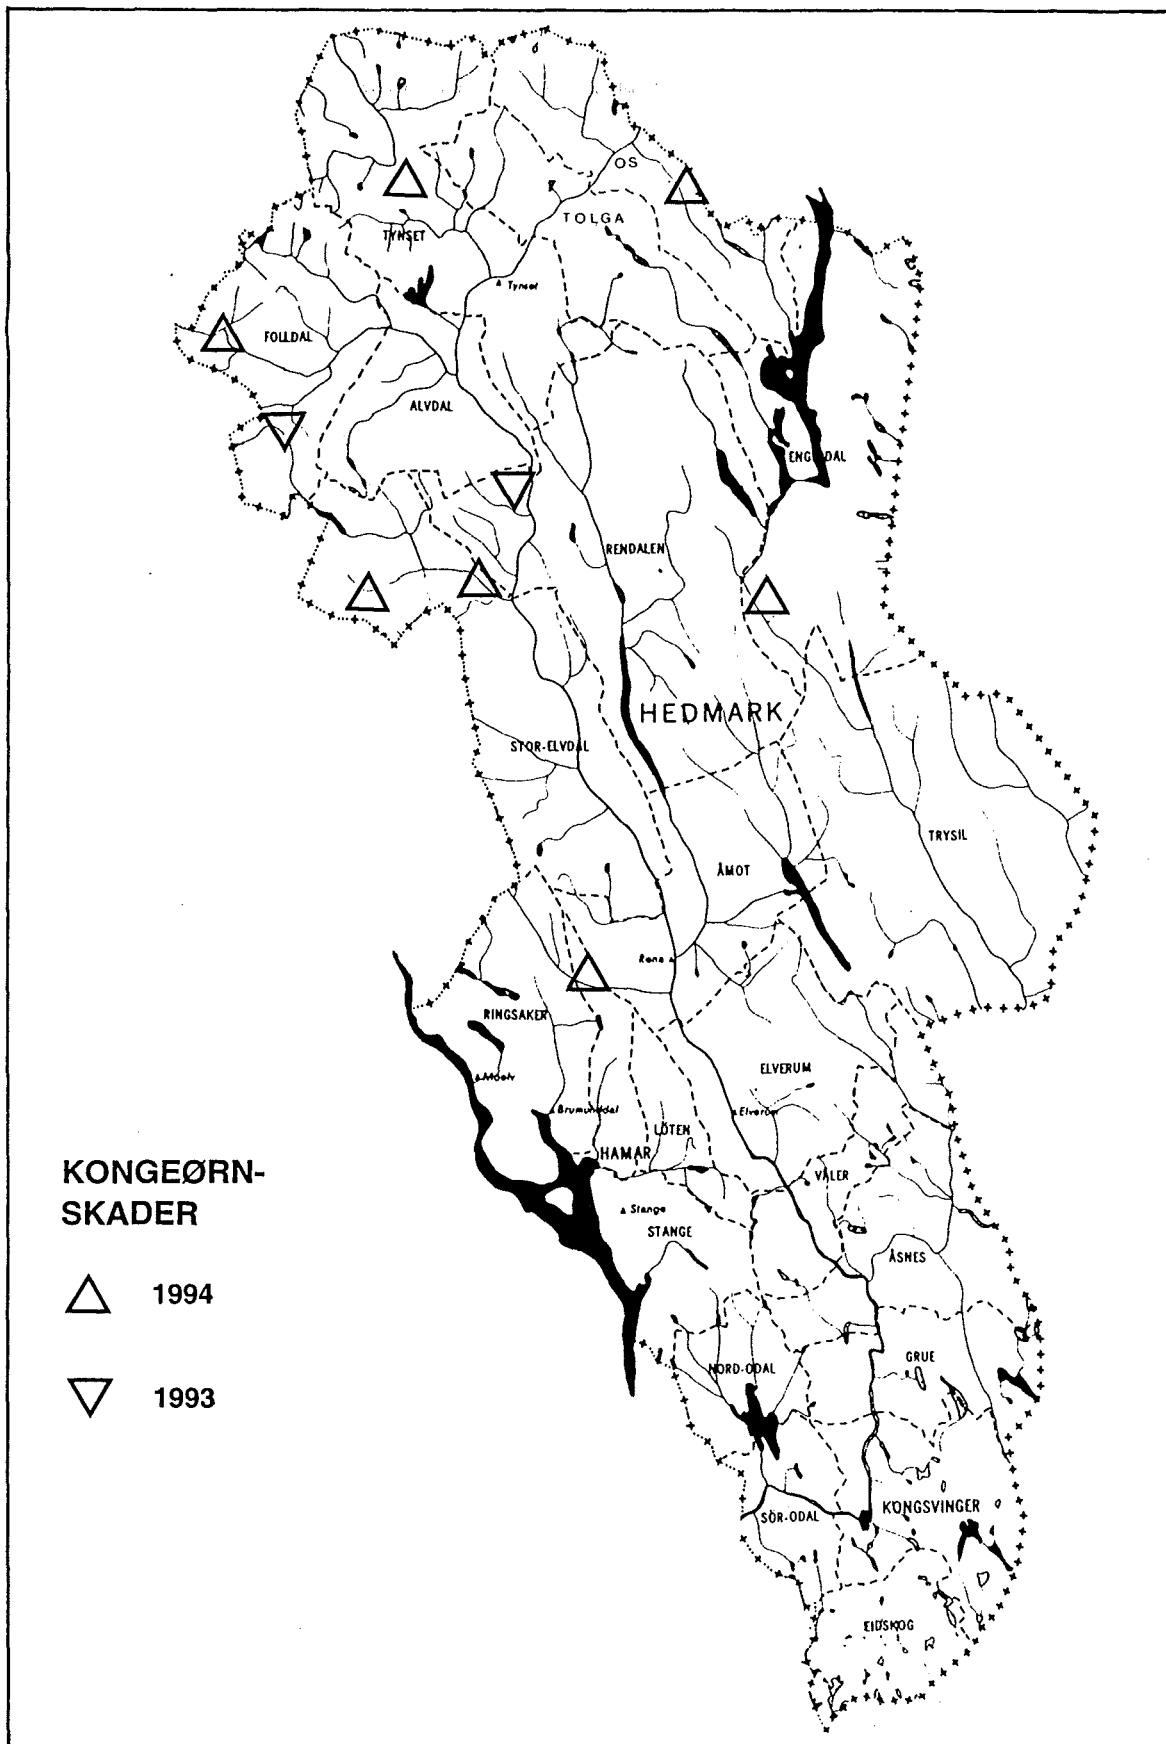 OS
TOLGA
TYNSET
Tynset
FOLLDAL
ALVDAL
ENGERDAL
RENDALEN
HEDMARK
STOR-ELVDAL
TRYSIL
ÅMOT
Rena
RINGSAKER
ELVERUM
Moelv
Brumunddal
Elverum
LÖTEN
HAMAR
VÅLER
KONGEØRN-
SKADER
Stange
STANGE
ÅSNES
1994
GRUE
NORD-ODAL
1993
KONGSVINGER
SÖR-ODAL
EIDSKOG